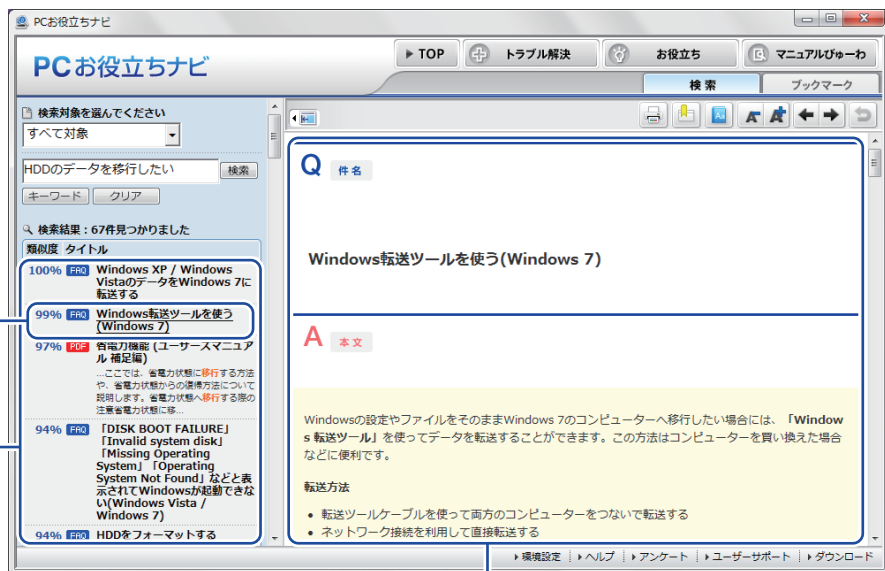 PCお役立ちナビ
PCお役立ちナビ
TOP
トラブル解決
お役立ち
マニュアルびゅーわ
検索
ブックマーク
検索対象を選んでください
すべて対象
HDDのデータを移行したい
検索
キーワード
クリア
検索結果：67件見つかりました
類似度 タイトル
100% FAQ Windows XP / Windows
VistaのデータをWindows 7に
転送する
99% FAQ Windows転送ツールを使う
(Windows 7)
97% PDF 省電力機能 (ユーザーズマニュア
ル 補足編)
…ここでは、省電力状態に移行する方法
や、省電力状態からの復帰方法について
説明します。省電力状態へ移行する際の
注意省電力状態に移…
94% FAQ 「DISK BOOT FAILURE」
「Invalid system disk」
「Missing Operating
System」「Operating
System Not Found」などと表
示されてWindowsが起動できな
い(Windows Vista /
Windows 7)
94% FAQ HDDをフォーマットする
Q 件名
Windows転送ツールを使う(Windows 7)
A 本文
Windowsの設定やファイルをそのままWindows 7のコンピューターへ移行したい場合には、「Window
s 転送ツール」を使ってデータを転送することができます。この方法はコンピューターを買い換えた場合
などに便利です。
転送方法
• 転送ツールケーブルを使って両方のコンピューターをつないで転送する
• ネットワーク接続を利用して直接転送する
環境設定
ヘルプ
アンケート
ユーザーサポート
ダウンロード